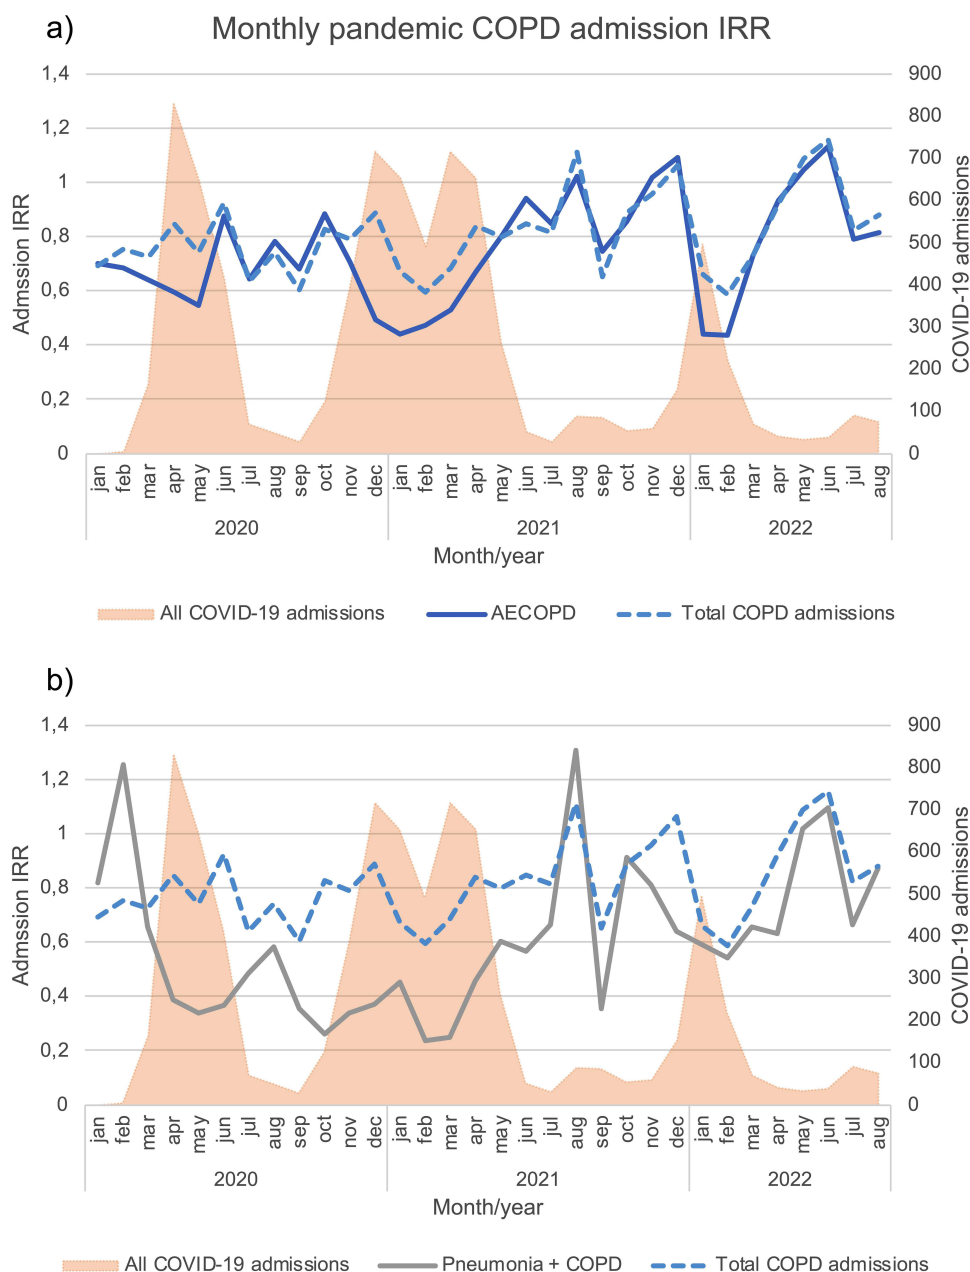 a)
Monthly pandemic COPD admission IRR
1,4
1,2
1
0,8
0,6
0,4
0,2
0
Admssion IRR
900
800
700
600
500
400
300
200
100
0
COVID-19 admissions
jan feb mar apr may jun jul aug sep oct nov dec jan feb mar apr may jun jul aug sep oct nov dec jan feb mar apr may jun jul aug
2020 2021 2022
Month/year
All COVID-19 admissions AECOPD Total COPD admissions
b)
1,4
1,2
1
0,8
0,6
0,4
0,2
0
Admssion IRR
900
800
700
600
500
400
300
200
100
0
COVID-19 admissions
jan feb mar apr may jun jul aug sep oct nov dec jan feb mar apr may jun jul aug sep oct nov dec jan feb mar apr may jun jul aug
2020 2021 2022
Month/year
All COVID-19 admissions Pneumonia + COPD Total COPD admissions